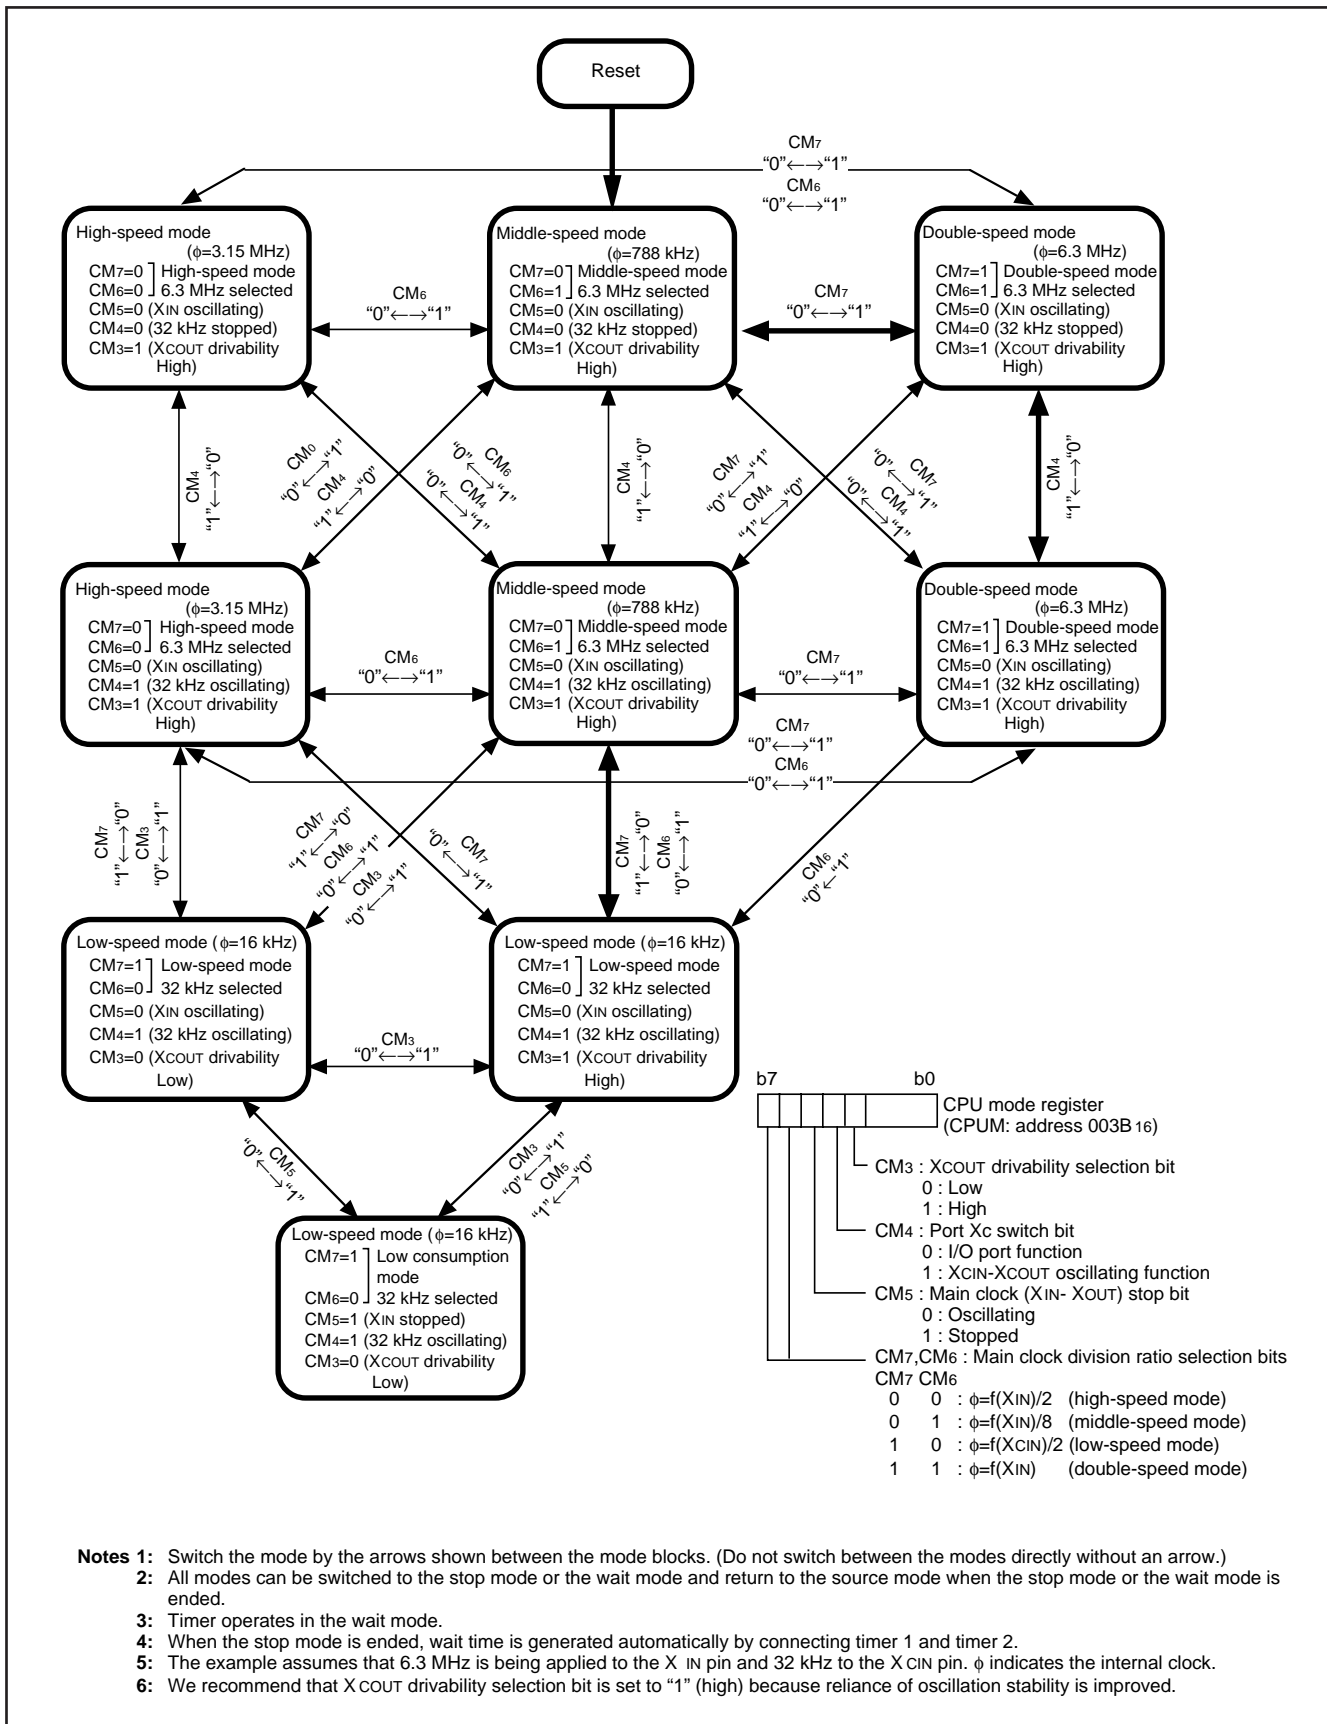 Reset
CM7
“0”←→“1”
CM6
“0”←→“1”
High-speed mode
(φ=3.15 MHz)
CM7=0 High-speed mode
CM6=0 6.3 MHz selected
CM5=0 (XIN oscillating)
CM4=0 (32 kHz stopped)
CM3=1 (XCOUT drivability
High)
CM6
“0”←→“1”
Middle-speed mode
(φ=788 kHz)
CM7=0 Middle-speed mode
CM6=1 6.3 MHz selected
CM5=0 (XIN oscillating)
CM4=0 (32 kHz stopped)
CM3=1 (XCOUT drivability
High)
CM7
“0”←→“1”
Double-speed mode
(φ=6.3 MHz)
CM7=1 Double-speed mode
CM6=1 6.3 MHz selected
CM5=0 (XIN oscillating)
CM4=0 (32 kHz stopped)
CM3=1 (XCOUT drivability
High)
CM4
“1”←→“0”
CM0
“0”←→“1”
CM4
“1”←→“0”
CM6
“0”←→“1”
CM4
“0”←→“1”
CM4
“1”←→“0”
CM7
“0”←→“1”
CM4
“1”←→“0”
CM7
“0”←→“1”
CM4
“0”←→“1”
CM4
“1”←→“0”
High-speed mode
(φ=3.15 MHz)
CM7=0 High-speed mode
CM6=0 6.3 MHz selected
CM5=0 (XIN oscillating)
CM4=1 (32 kHz oscillating)
CM3=1 (XCOUT drivability
High)
CM6
“0”←→“1”
Middle-speed mode
(φ=788 kHz)
CM7=0 Middle-speed mode
CM6=1 6.3 MHz selected
CM5=0 (XIN oscillating)
CM4=1 (32 kHz oscillating)
CM3=1 (XCOUT drivability
High)
CM7
“0”←→“1”
Double-speed mode
(φ=6.3 MHz)
CM7=1 Double-speed mode
CM6=1 6.3 MHz selected
CM5=0 (XIN oscillating)
CM4=1 (32 kHz oscillating)
CM3=1 (XCOUT drivability
High)
CM7
“0”←→“1”
CM6
“0”←→“1”
CM7
“1”←→“0”
CM3
“0”←→“1”
CM7
“1”←→“0”
CM6
“0”←→“1”
CM3
“0”←→“1”
CM7
“0”←→“1”
CM7
“1”←→“0”
CM6
“0”←→“1”
CM6
“0”←“1”
Low-speed mode (φ=16 kHz)
CM7=1 Low-speed mode
CM6=0 32 kHz selected
CM5=0 (XIN oscillating)
CM4=1 (32 kHz oscillating)
CM3=0 (XCOUT drivability
Low)
CM3
“0”←→“1”
Low-speed mode (φ=16 kHz)
CM7=1 Low-speed mode
CM6=0 32 kHz selected
CM5=0 (XIN oscillating)
CM4=1 (32 kHz oscillating)
CM3=1 (XCOUT drivability
High)
CM5
“0”←→“1”
CM3
“0”←→“1”
CM5
“1”←→“0”
Low-speed mode (φ=16 kHz)
CM7=1 Low consumption
mode
CM6=0 32 kHz selected
CM5=1 (XIN stopped)
CM4=1 (32 kHz oscillating)
CM3=0 (XCOUT drivability
Low)
b7 b0
CPU mode register
(CPUM: address 003B16)
CM3 : XCOUT drivability selection bit
0 : Low
1 : High
CM4 : Port Xc switch bit
0 : I/O port function
1 : XCIN-XCOUT oscillating function
CM5 : Main clock (XIN- XOUT) stop bit
0 : Oscillating
1 : Stopped
CM7,CM6 : Main clock division ratio selection bits
CM7 CM6
0 0 : φ=f(XIN)/2 (high-speed mode)
0 1 : φ=f(XIN)/8 (middle-speed mode)
1 0 : φ=f(XCIN)/2 (low-speed mode)
1 1 : φ=f(XIN) (double-speed mode)
Notes 1: Switch the mode by the arrows shown between the mode blocks. (Do not switch between the modes directly without an arrow.)
2: All modes can be switched to the stop mode or the wait mode and return to the source mode when the stop mode or the wait mode is
ended.
3: Timer operates in the wait mode.
4: When the stop mode is ended, wait time is generated automatically by connecting timer 1 and timer 2.
5: The example assumes that 6.3 MHz is being applied to the X IN pin and 32 kHz to the X CIN pin. φ indicates the internal clock.
6: We recommend that X COUT drivability selection bit is set to “1” (high) because reliance of oscillation stability is improved.